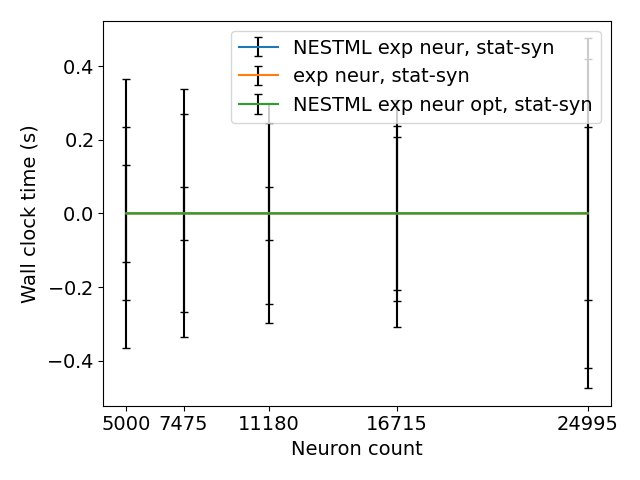 NESTML exp neur, stat-syn
exp neur, stat-syn
NESTML exp neur opt, stat-syn
Wall clock time (s)
0.4
0.2
0.0
−0.2
−0.4
5000 7475 11180 16715 24995
Neuron count